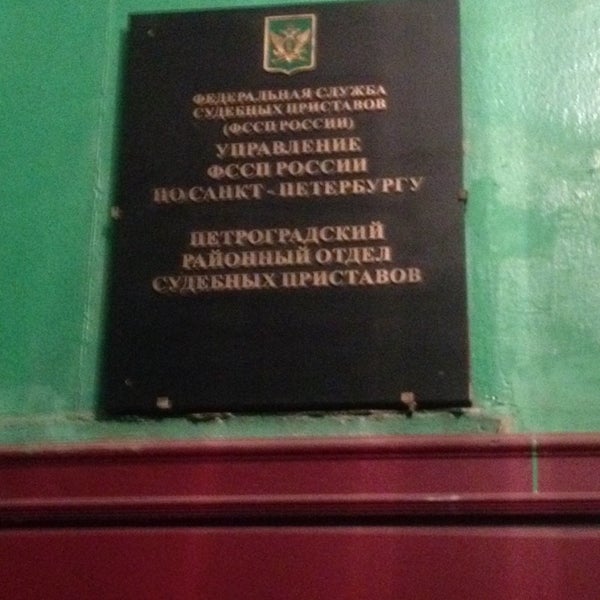 ФЕДЕРАЛЬНАЯ СЛУЖБА
СУДЕБНЫХ ПРИСТАВОВ
(ФССП РОССИИ)
УПРАВЛЕНИЕ
ФССП РОССИИ
ПО САНКТ - ПЕТЕРБУРГУ
ПЕТРОГРАДСКИЙ
РАЙОННЫЙ ОТДЕЛ
СУДЕБНЫХ ПРИСТАВОВ